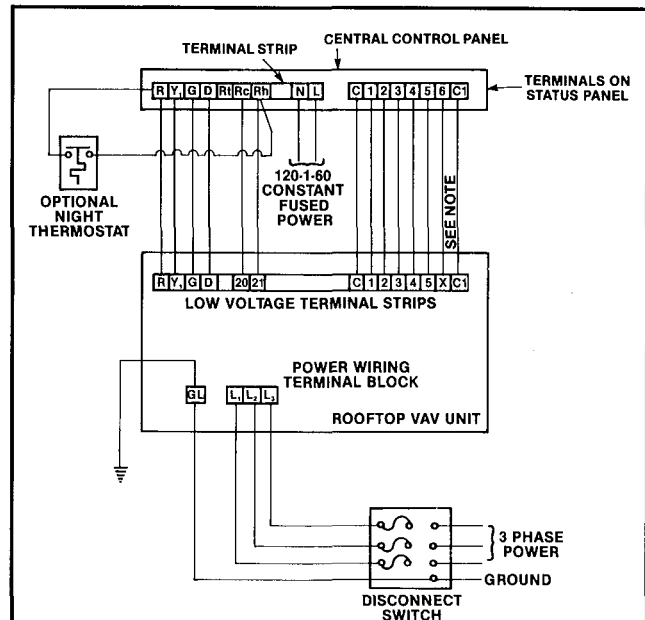 TERMINAL STRIP
CENTRAL CONTROL PANEL
TERMINALS ON
STATUS PANEL
R Y₁ G D Rt Rc Rh N L C 1 2 3 4 5 6 C1
OPTIONAL
NIGHT
THERMOSTAT
120-1-60
CONSTANT
FUSED
POWER
SEE NOTE
R Y₁ G D 20 21 C 1 2 3 4 5 X C1
LOW VOLTAGE TERMINAL STRIPS
POWER WIRING
TERMINAL BLOCK
GL L₁ L₂ L₃
ROOFTOP VAV UNIT
3 PHASE
POWER
GROUND
DISCONNECT
SWITCH